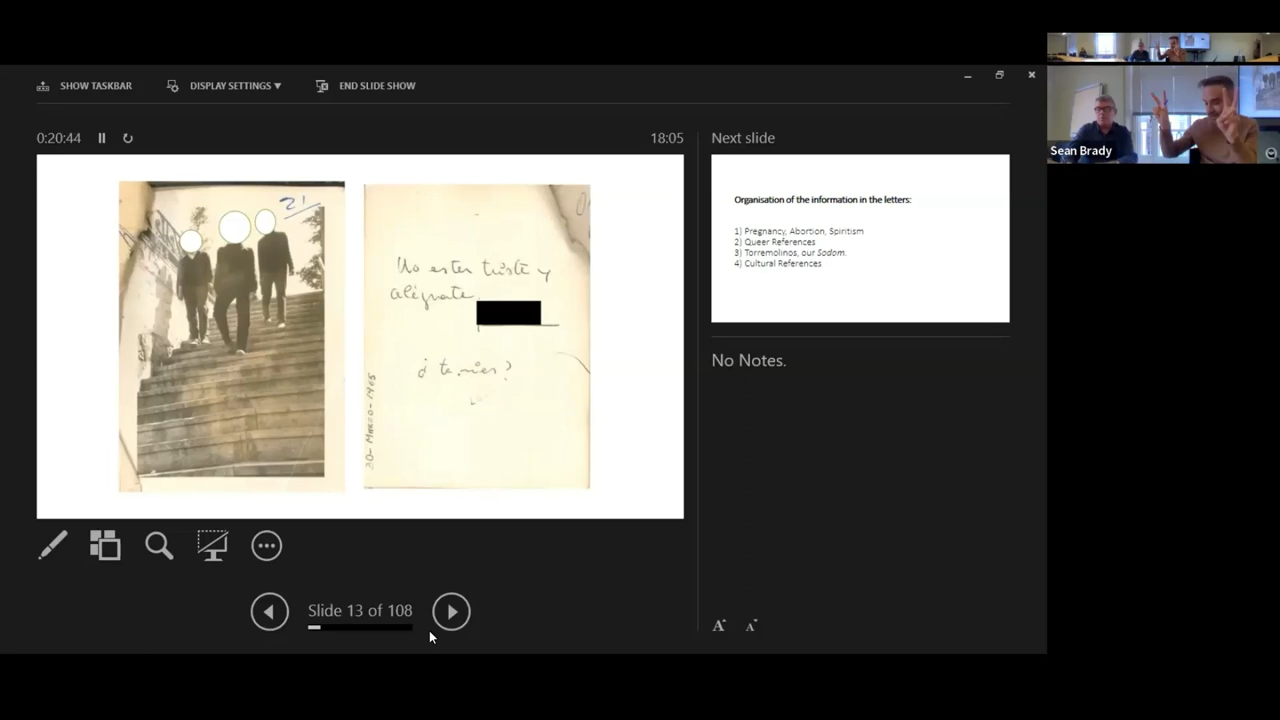 SHOW TASKBAR
DISPLAY SETTINGS ▼
END SLIDE SHOW
0:20:44
18:05
Next slide
21
No estes triste y
alégrate
¿te ries?
30-MARZO-1965
Organisation of the information in the letters:
1) Pregnancy, Abortion, Spiritism
2) Queer References
3) Torremolinos, our Sodom.
4) Cultural References
No Notes.
Slide 13 of 108
A
A
Sean Brady